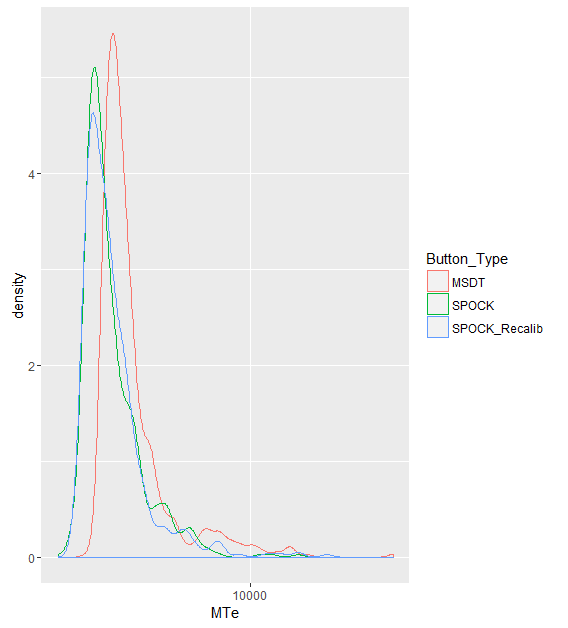 4
2
0
density
10000
MTe
Button_Type
MSDT
SPOCK
SPOCK_Recalib